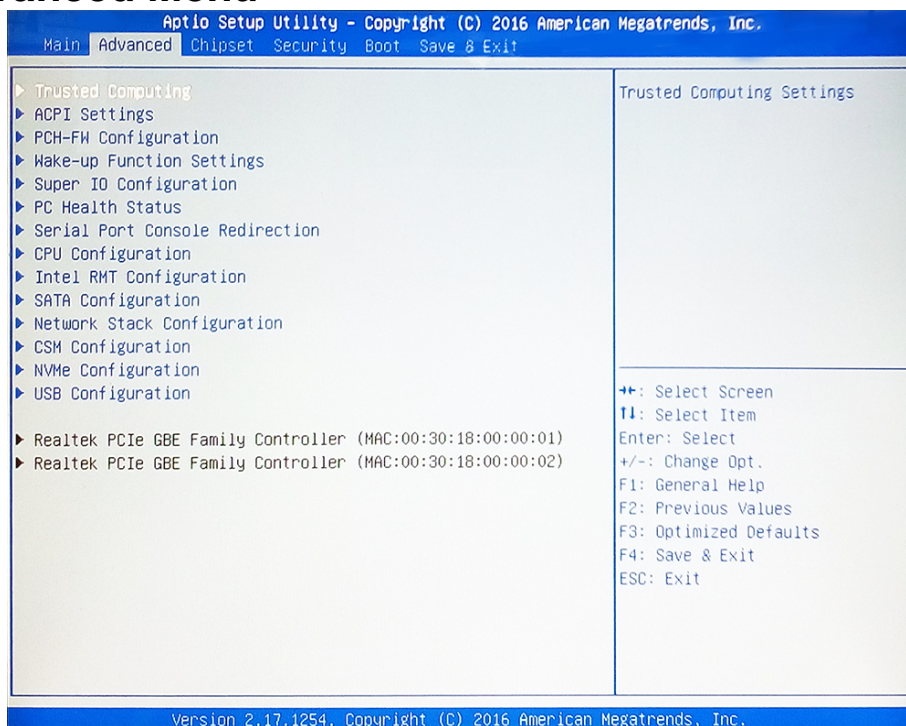 Aptio Setup Utility - Copyright (C) 2016 American Megatrends, Inc.
Main Advanced Chipset Security Boot Save & Exit
Trusted Computing
ACPI Settings
PCH-FW Configuration
Wake-up Function Settings
Super IO Configuration
PC Health Status
Serial Port Console Redirection
CPU Configuration
Intel RMT Configuration
SATA Configuration
Network Stack Configuration
CSM Configuration
NVMe Configuration
USB Configuration
Realtek PCIe GBE Family Controller (MAC:00:30:18:00:00:01)
Realtek PCIe GBE Family Controller (MAC:00:30:18:00:00:02)
Trusted Computing Settings
→←: Select Screen
↑↓: Select Item
Enter: Select
+/-: Change Opt.
F1: General Help
F2: Previous Values
F3: Optimized Defaults
F4: Save & Exit
ESC: Exit
Version 2.17.1254. Copyright (C) 2016 American Megatrends, Inc.